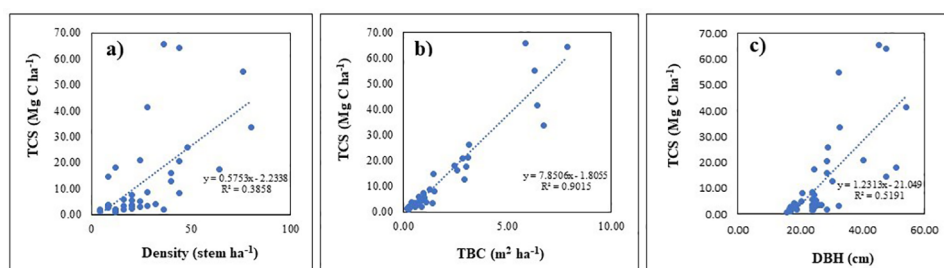 a)
TCS (Mg C ha⁻¹)
70.00
60.00
50.00
40.00
30.00
20.00
10.00
0.00
y = 0.5753x - 2.2338
R² = 0.3858
0
50
100
Density (stem ha⁻¹)
b)
TCS (Mg C ha⁻¹)
70.00
60.00
50.00
40.00
30.00
20.00
10.00
0.00
y = 7.8506x - 1.8055
R² = 0.9015
0.00
5.00
10.00
TBC (m² ha⁻¹)
c)
TCS (Mg C ha⁻¹)
70.00
60.00
50.00
40.00
30.00
20.00
10.00
0.00
y = 1.2313x - 21.049
R² = 0.5191
0.00
20.00
40.00
60.00
DBH (cm)